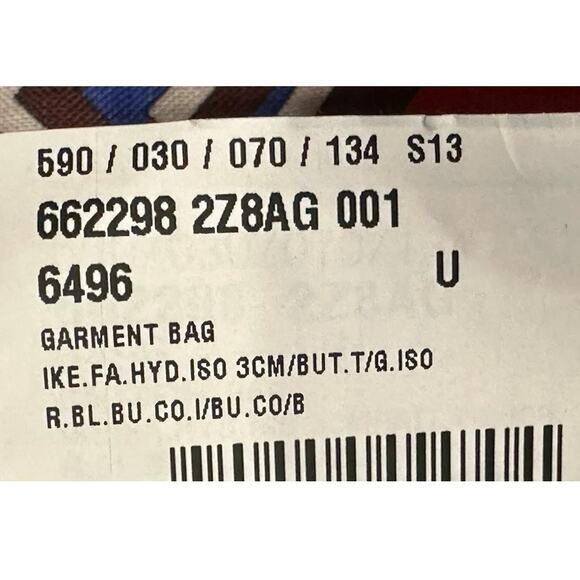 590 / 030 / 070 / 134 S13
662298 2Z8AG 001
6496 U
GARMENT BAG
IKE.FA.HYD.ISO 3CM/BUT.T/G.ISO
R.BL.BU.CO.I/BU.CO/B